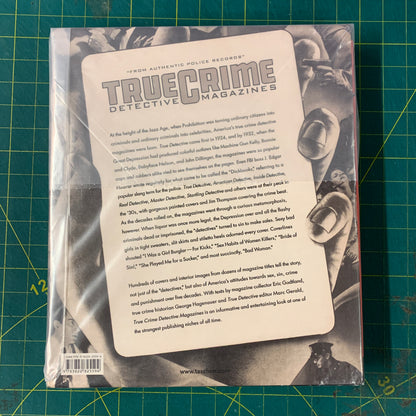 "FROM AUTHENTIC POLICE RECORDS"
TRUE CRIME
DETECTIVE MAGAZINES
At the height of the Jazz Age, when Prohibition was turning ordinary citizens into
criminals and ordinary criminals into celebrities, America's true crime detective
magazines were born. True Detective came first in 1924, and by 1935, when the
Great Depression had produced colorful outlaws like Machine Gun Kelly, Bonnie
and Clyde, Babyface Nelson, and John Dillinger, the magazines were so popular
cops and robbers alike vied to see themselves on the pages. Even FBI boss J. Edgar
Hoover wrote regularly for what came to be called the "Dickbooks," referring to a
popular slang term for the police. True Detective, American Detective, Inside Detective,
Real Detective, Master Detective, Startling Detective and others were at their peak in
the '30s, with gorgeous painted covers and Jim Thompson covering the crime beat.
As the decades rolled on, the magazines went through a curious metamorphosis,
however. When liquor was once more legal, the Depression over and all the flashy
criminals dead or imprisoned, the "detectives" turned to sin to make sales. Sexy bad
girls in tight sweaters, slit skirts and stiletto heels adorned every cover. Coverlines
shouted "I Was a Girl Burglar — For Kicks," "Sex Habits of Women Killers," "Bride of
Sin!," "She Played Me for a Sucker," and most succinctly, "Bad Woman."
Hundreds of covers and interior images from dozens of magazine titles tell the story,
not just of the "detectives," but also of America's attitudes towards sex, sin, crime
and punishment over five decades. With texts by magazine collector Eric Godtland,
true crime historian George Hagenauer and True Detective editor Marc Gerald,
True Crime Detective Magazines is an informative and entertaining look at one of
the strangest publishing niches of all time.
www.taschen.com
12
30